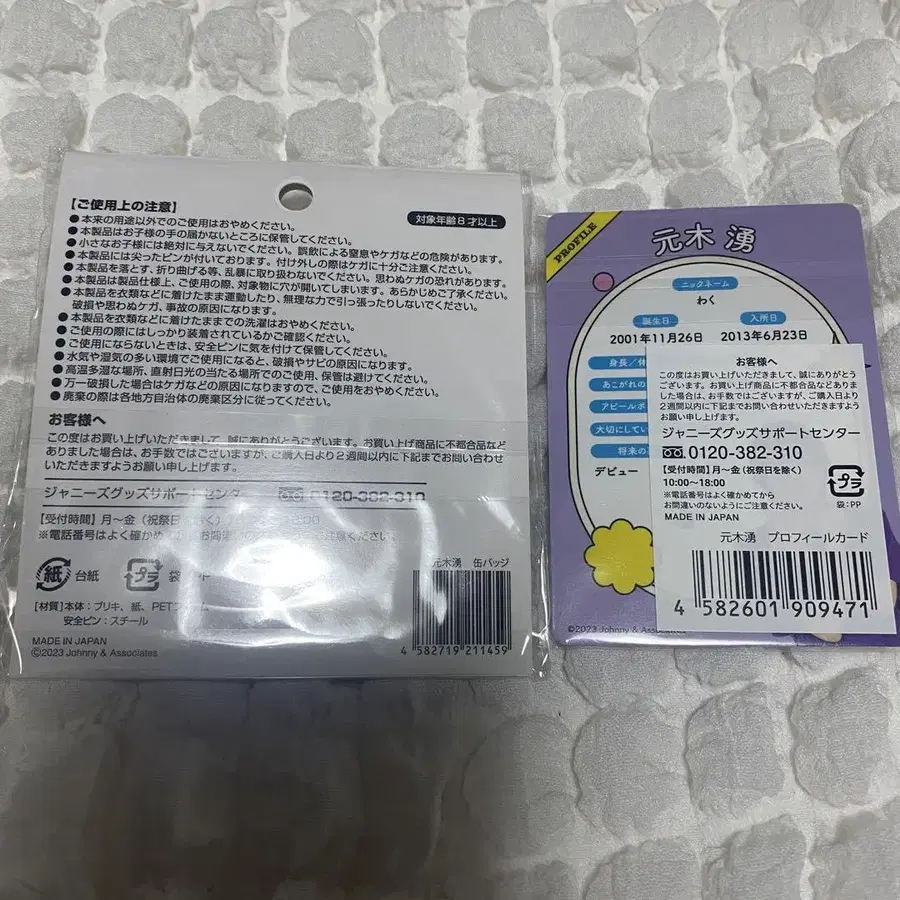 【ご使用上の注意】
対象年齢8才以上
●本来の用途以外でのご使用はおやめください。
●本製品はお子様の手の届かないところに保管してください。
●小さなお子様には絶対に与えないでください。誤飲による窒息やケガなどの危険があります。
●本製品には尖ったピンが付いております。付け外しの際はケガに十分ご注意ください。
●本製品を落とす、折り曲げる等、乱暴に取り扱わないでください。思わぬケガの恐れがあります。
●本製品は製品仕様上、ご使用の際、対象物に穴が開いてしまいます。あらかじめご了承ください。
●本製品を衣類などに着けたまま運動したり、無理な力で引っ張ったりしないでください。
破損や思わぬケガ、事故の原因になります。
●本製品を衣類などに着けたままでの洗濯はおやめください。
●ご使用の際にはしっかり装着されているかご確認ください。
●ご使用にならないときは、安全ピンに気を付けて保管してください。
●水気や湿気の多い環境でご使用になると、破損やサビの原因になります。
●高温多湿な場所、直射日光の当たる場所でのご使用、保管は避けてください。
●万一破損した場合はケガなどの原因になりますので、ご使用をおやめください。
●廃棄の際は各地方自治体の廃棄区分に従ってください。
お客様へ
この度はお買い上げいただきまして、誠にありがとうございます。お買い上げ商品に不都合品など
ありました場合は、お手数ではございますが、ご購入日より2週間以内に下記までお問い合わせ
いただきますようお願い申し上げます。
ジャニーズグッズサポートセンター 0120-382-310
【受付時間】月〜金（祝祭日を除く）
※電話番号はよく確かめ
ご注意ください。
紙 台紙
プラ 袋
【材質】本体：ブリキ、紙、PET
安全ピン：スチール
MADE IN JAPAN
©2023 Johnny & Associates
元木湧 缶バッジ
4 582719 211459
PROFILE
元木 湧
ニックネーム
わく
誕生日
入所日
2001年11月26日
2013年6月23日
身長／体
あこがれの
アピールポ
大切にしてい
将来の
デビュー
©2023 Johnny & Associates
お客様へ
この度はお買い上げいただきまして、誠にありがとう
ございます。お買い上げ商品に不都合品などありまし
た場合は、お手数ではございますが、ご購入日より
2週間以内に下記までお問い合わせいただきますよう
お願い申し上げます。
ジャニーズグッズサポートセンター
0120-382-310
【受付時間】月〜金（祝祭日を除く）
10:00〜18:00
※電話番号はよく確かめてから
お間違いのないようにご注意ください。
MADE IN JAPAN
プラ
袋：PP
元木湧 プロフィールカード
4 582601 909471